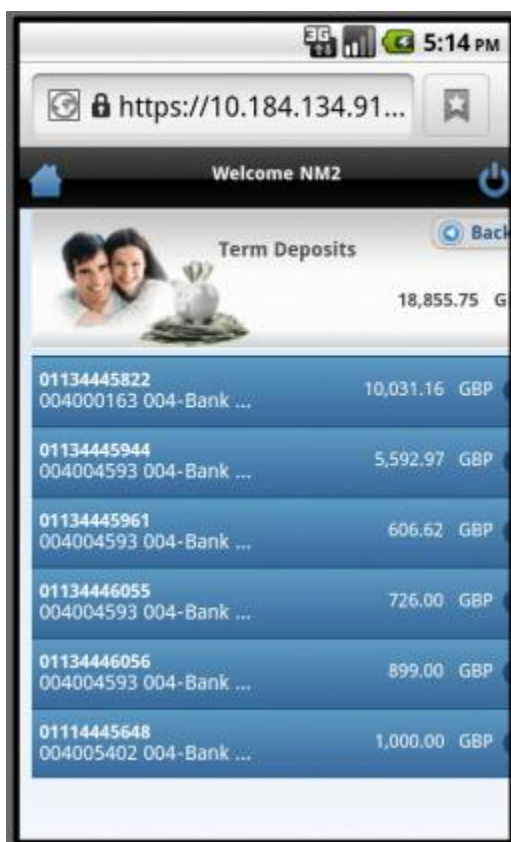 3G 5:14 PM
https://10.184.134.91...
Welcome NM2
Back
Term Deposits
18,855.75 G
01134445822
004000163 004-Bank ... 10,031.16 GBP
01134445944
004004593 004-Bank ... 5,592.97 GBP
01134445961
004004593 004-Bank ... 606.62 GBP
01134446055
004004593 004-Bank ... 726.00 GBP
01134446056
004004593 004-Bank ... 899.00 GBP
01114445648
004005402 004-Bank ... 1,000.00 GBP